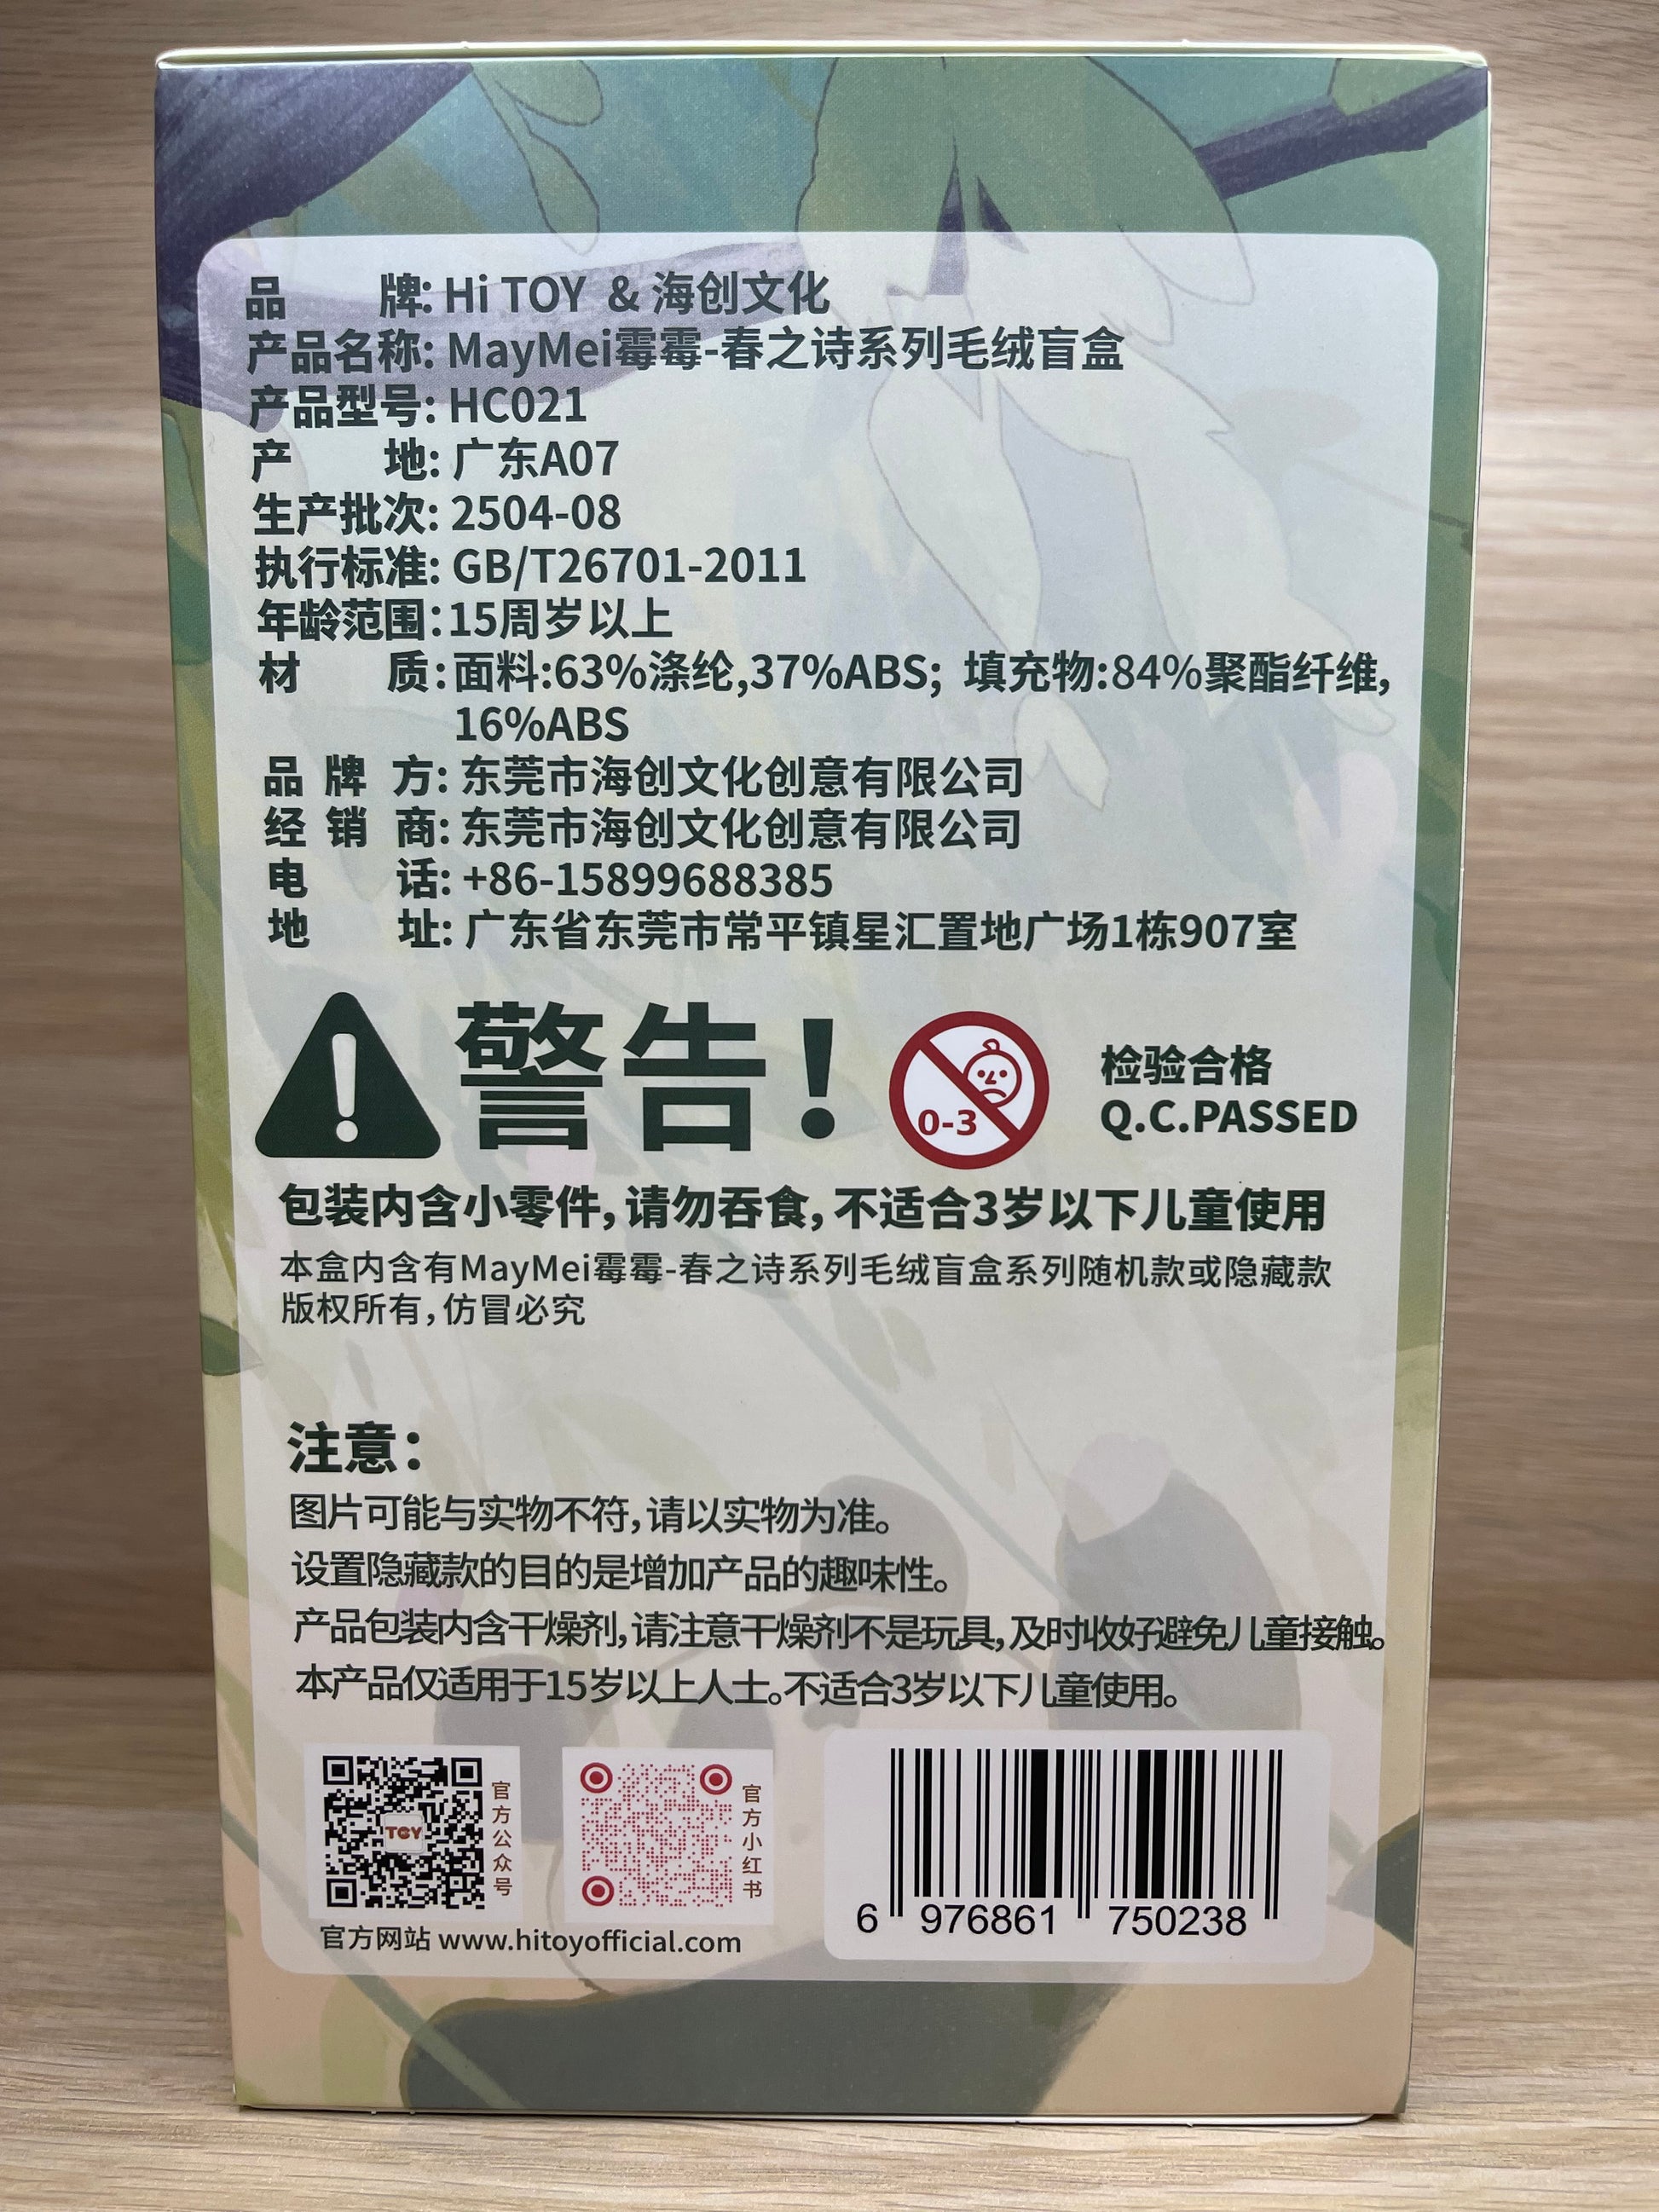 品 牌: Hi TOY & 海创文化
产品名称: MayMei霉霉-春之诗系列毛绒盲盒
产品型号: HC021
产 地: 广东A07
生产批次: 2504-08
执行标准: GB/T26701-2011
年龄范围: 15周岁以上
材 质: 面料:63%涤纶,37%ABS; 填充物:84%聚酯纤维,
16%ABS
品 牌 方: 东莞市海创文化创意有限公司
经 销 商: 东莞市海创文化创意有限公司
电 话: +86-15899688385
地 址: 广东省东莞市常平镇星汇置地广场1栋907室
警告!
0-3
检验合格
Q.C.PASSED
包装内含小零件,请勿吞食,不适合3岁以下儿童使用
本盒内含有MayMei霉霉-春之诗系列毛绒盲盒系列随机款或隐藏款
版权所有,仿冒必究
注意:
图片可能与实物不符,请以实物为准。
设置隐藏款的目的是增加产品的趣味性。
产品包装内含干燥剂,请注意干燥剂不是玩具,及时收好避免儿童接触。
本产品仅适用于15岁以上人士。不适合3岁以下儿童使用。
TOY
官方公众号
官方小红书
官方网站 www.hitoyofficial.com
6 976861 750238